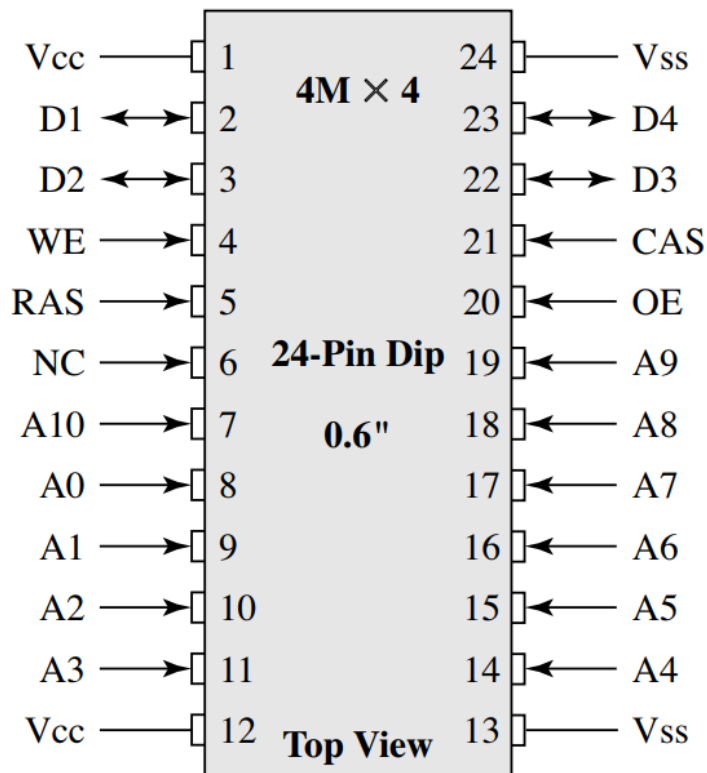 Vcc 1 24 Vss
4M × 4
D1 2 23 D4
D2 3 22 D3
WE 4 21 CAS
RAS 5 20 OE
NC 6 24-Pin Dip 19 A9
A10 7 0.6" 18 A8
A0 8 17 A7
A1 9 16 A6
A2 10 15 A5
A3 11 14 A4
Vcc 12 Top View 13 Vss